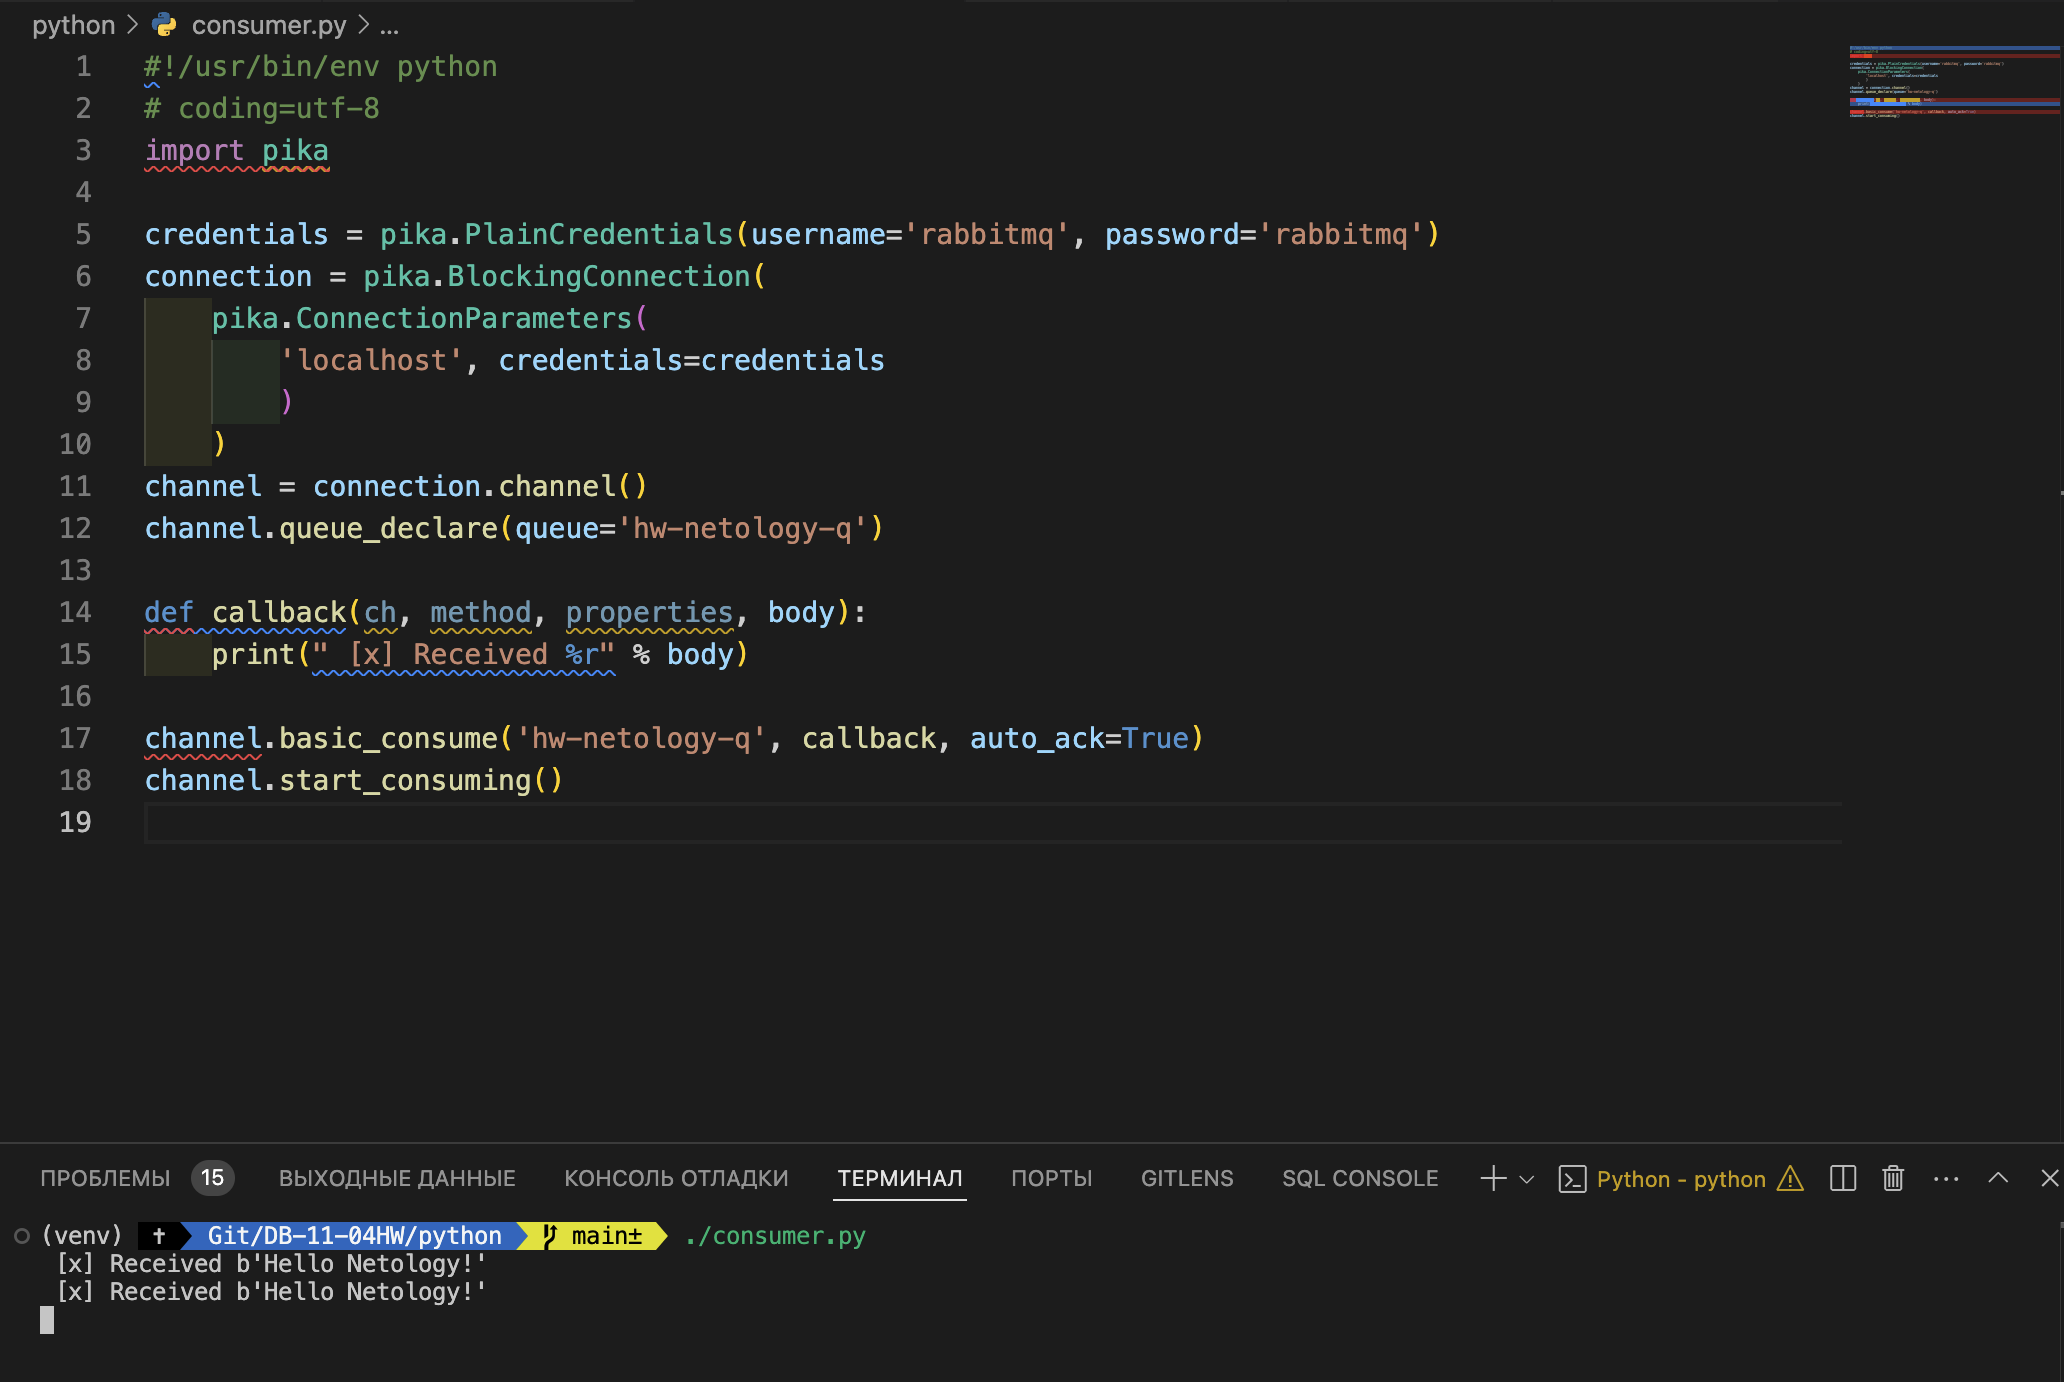 python > consumer.py > ...
1 #!/usr/bin/env python
2 # coding=utf-8
3 import pika
4
5 credentials = pika.PlainCredentials(username='rabbitmq', password='rabbitmq')
6 connection = pika.BlockingConnection(
7     pika.ConnectionParameters(
8         'localhost', credentials=credentials
9         )
10     )
11 channel = connection.channel()
12 channel.queue_declare(queue='hw-netology-q')
13
14 def callback(ch, method, properties, body):
15     print(" [x] Received %r" % body)
16
17 channel.basic_consume('hw-netology-q', callback, auto_ack=True)
18 channel.start_consuming()
19
ПРОБЛЕМЫ 15 ВЫХОДНЫЕ ДАННЫЕ КОНСОЛЬ ОТЛАДКИ ТЕРМИНАЛ ПОРТЫ GITLENS SQL CONSOLE Python - python
(venv) ✝ Git/DB-11-04HW/python main± ./consumer.py
[x] Received b'Hello Netology!'
[x] Received b'Hello Netology!'